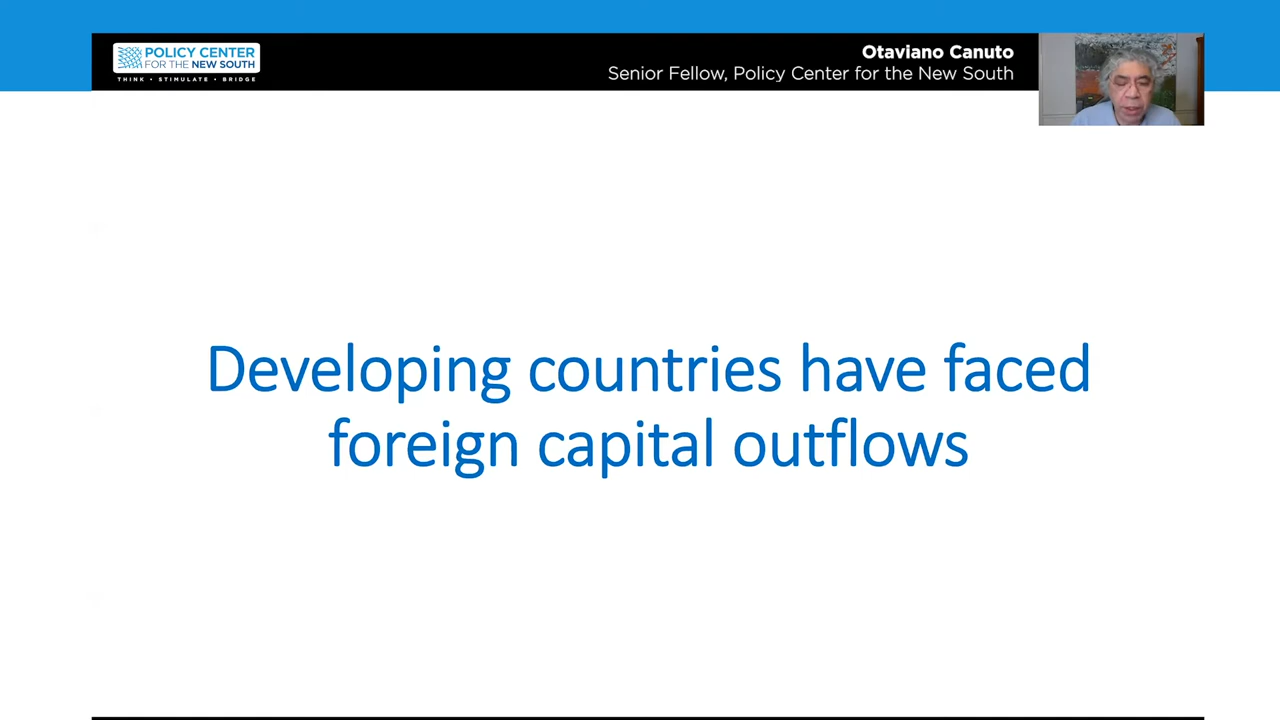 POLICY CENTER
FOR THE NEW SOUTH
THINK • STIMULATE • BRIDGE
Otaviano Canuto
Senior Fellow, Policy Center for the New South
Developing countries have faced
foreign capital outflows